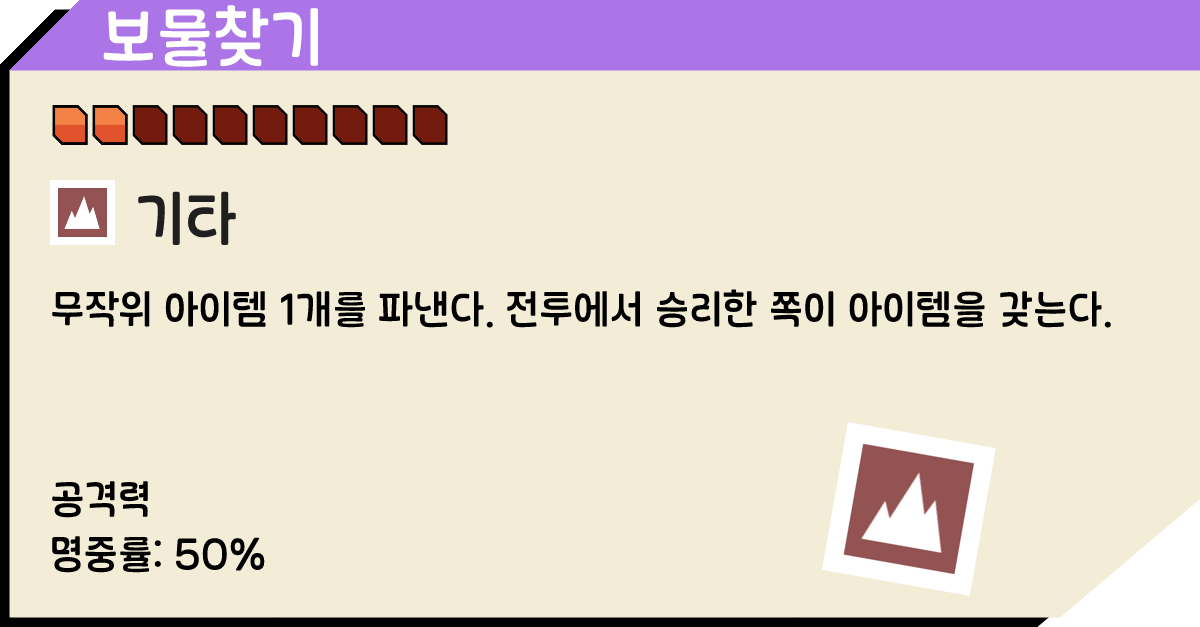 보물찾기
기타
무작위 아이템 1개를 파낸다. 전투에서 승리한 쪽이 아이템을 갖는다.
공격력
명중률: 50%